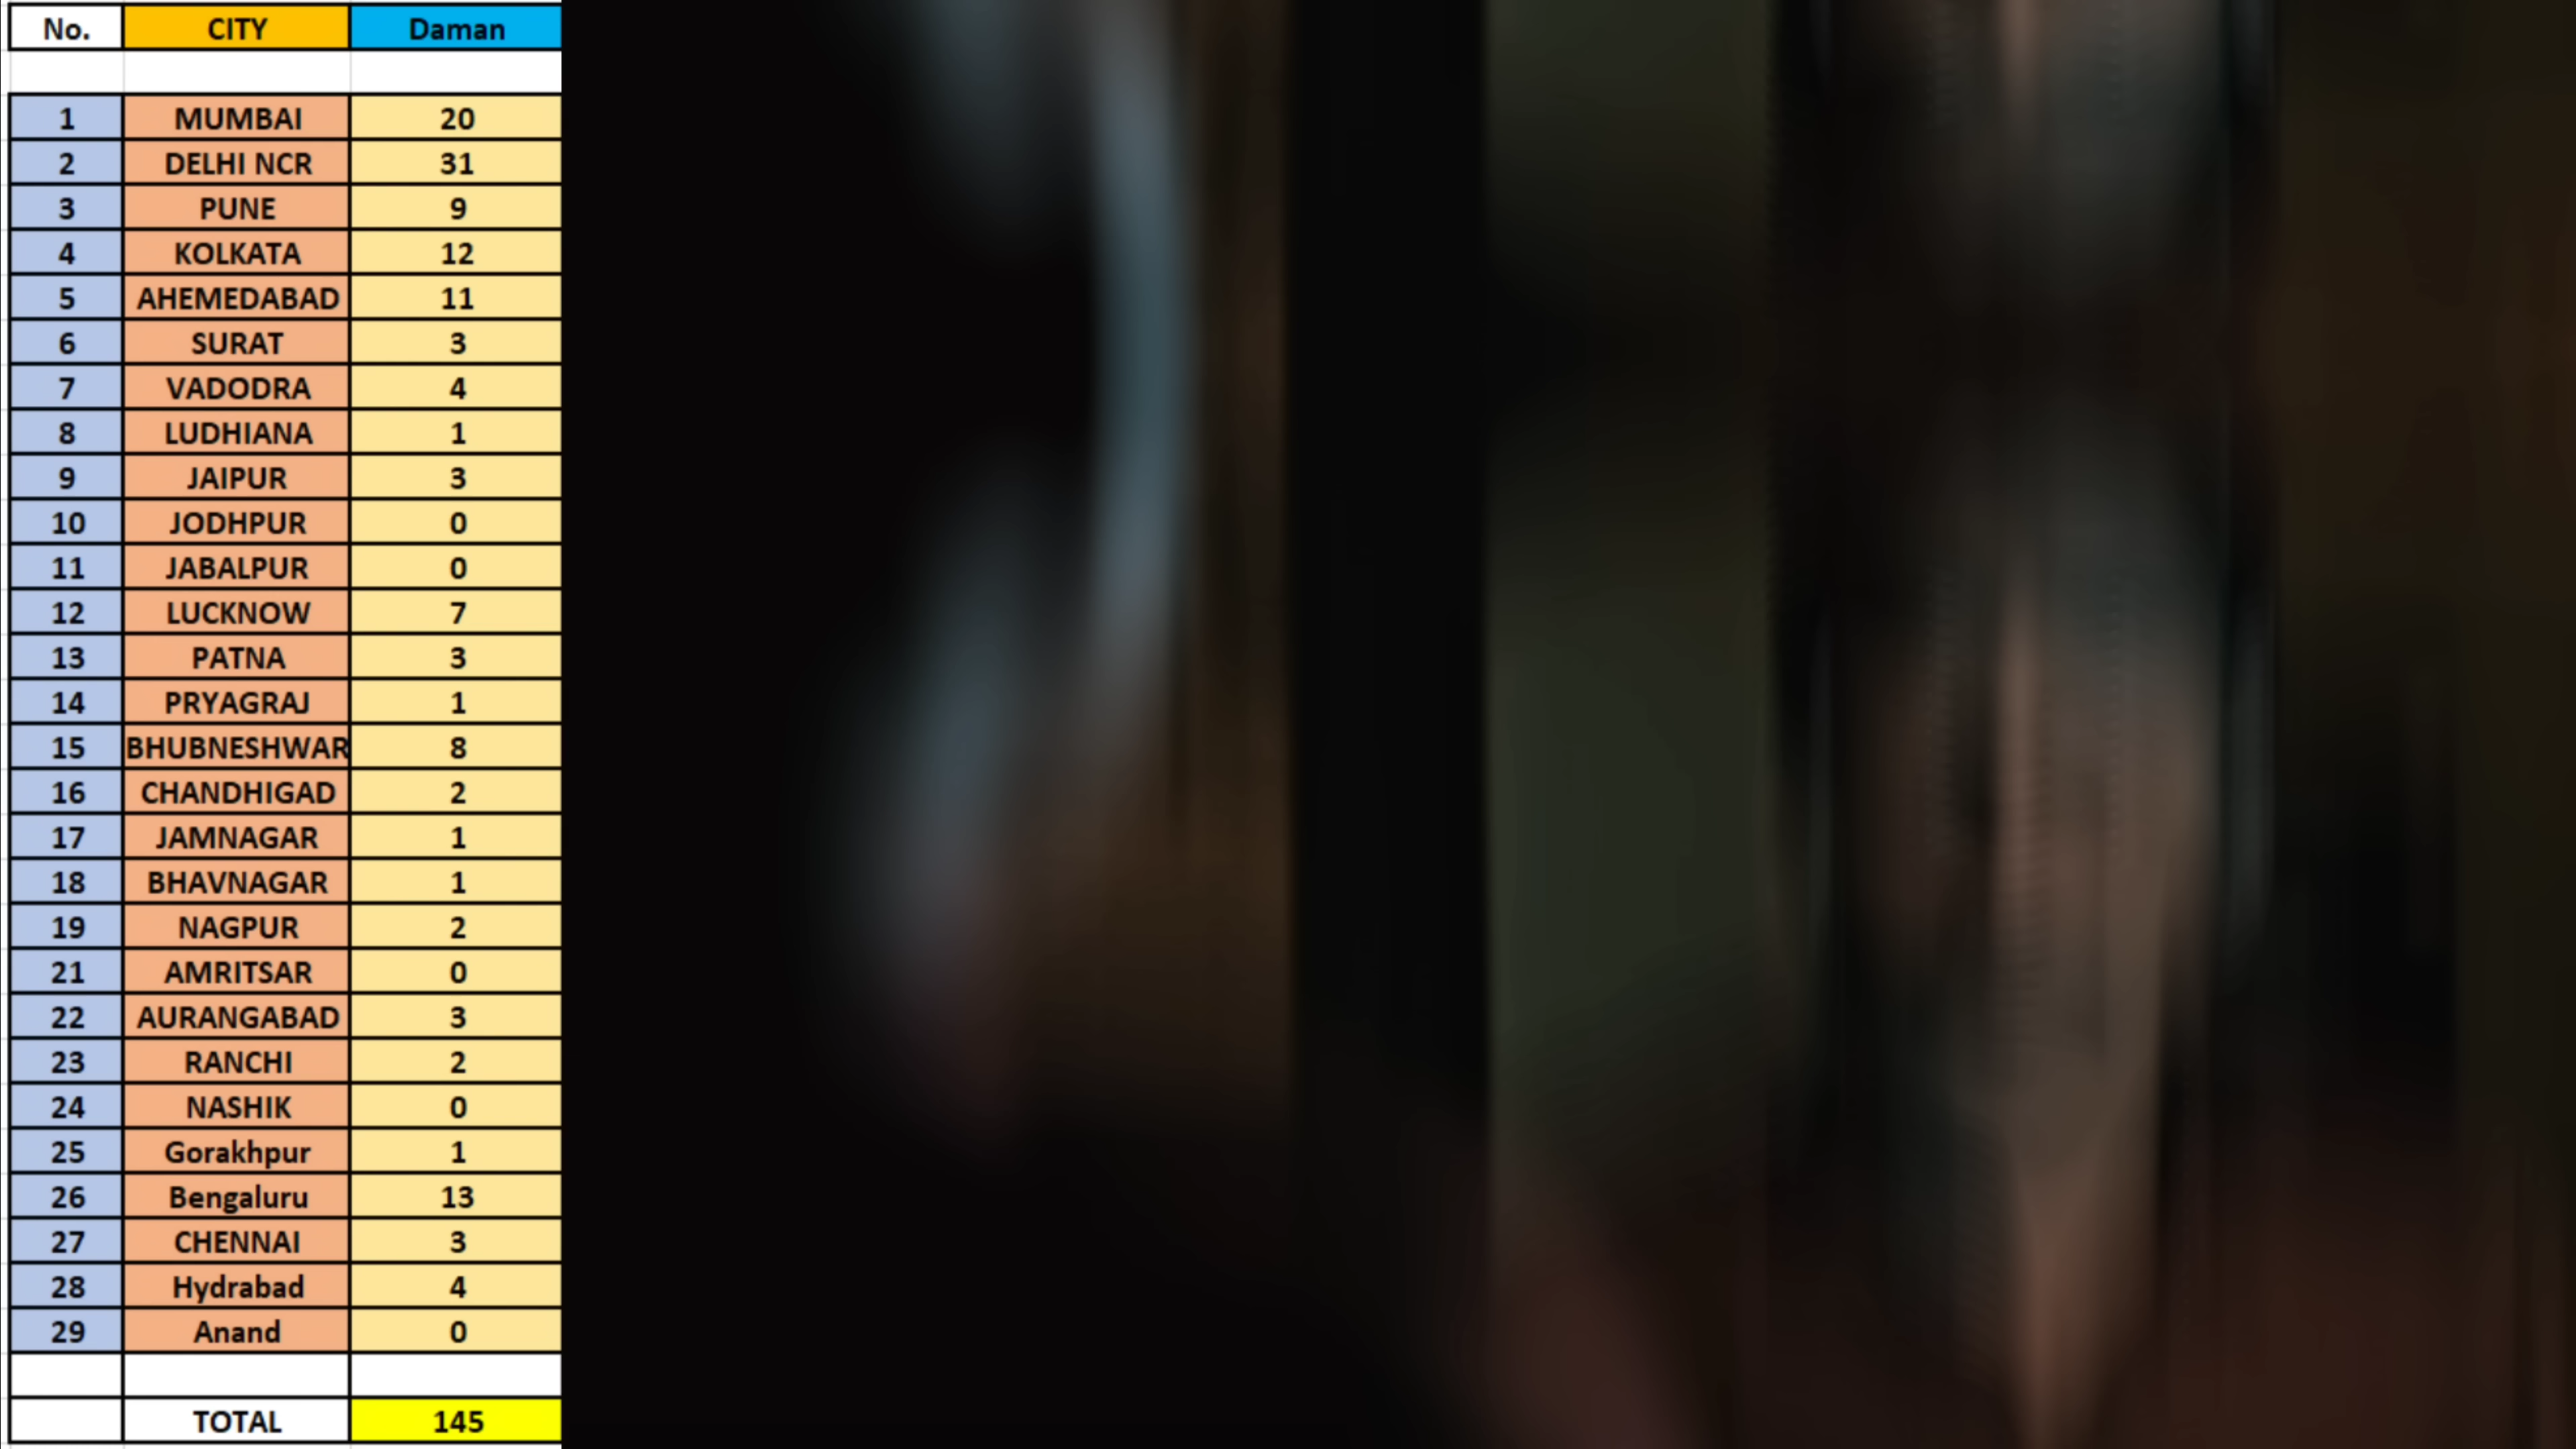 No. CITY Daman
1 MUMBAI 20
2 DELHI NCR 31
3 PUNE 9
4 KOLKATA 12
5 AHEMEDABAD 11
6 SURAT 3
7 VADODRA 4
8 LUDHIANA 1
9 JAIPUR 3
10 JODHPUR 0
11 JABALPUR 0
12 LUCKNOW 7
13 PATNA 3
14 PRYAGRAJ 1
15 BHUBNESHWAR 8
16 CHANDHIGAD 2
17 JAMNAGAR 1
18 BHAVNAGAR 1
19 NAGPUR 2
21 AMRITSAR 0
22 AURANGABAD 3
23 RANCHI 2
24 NASHIK 0
25 Gorakhpur 1
26 Bengaluru 13
27 CHENNAI 3
28 Hydrabad 4
29 Anand 0
TOTAL 145